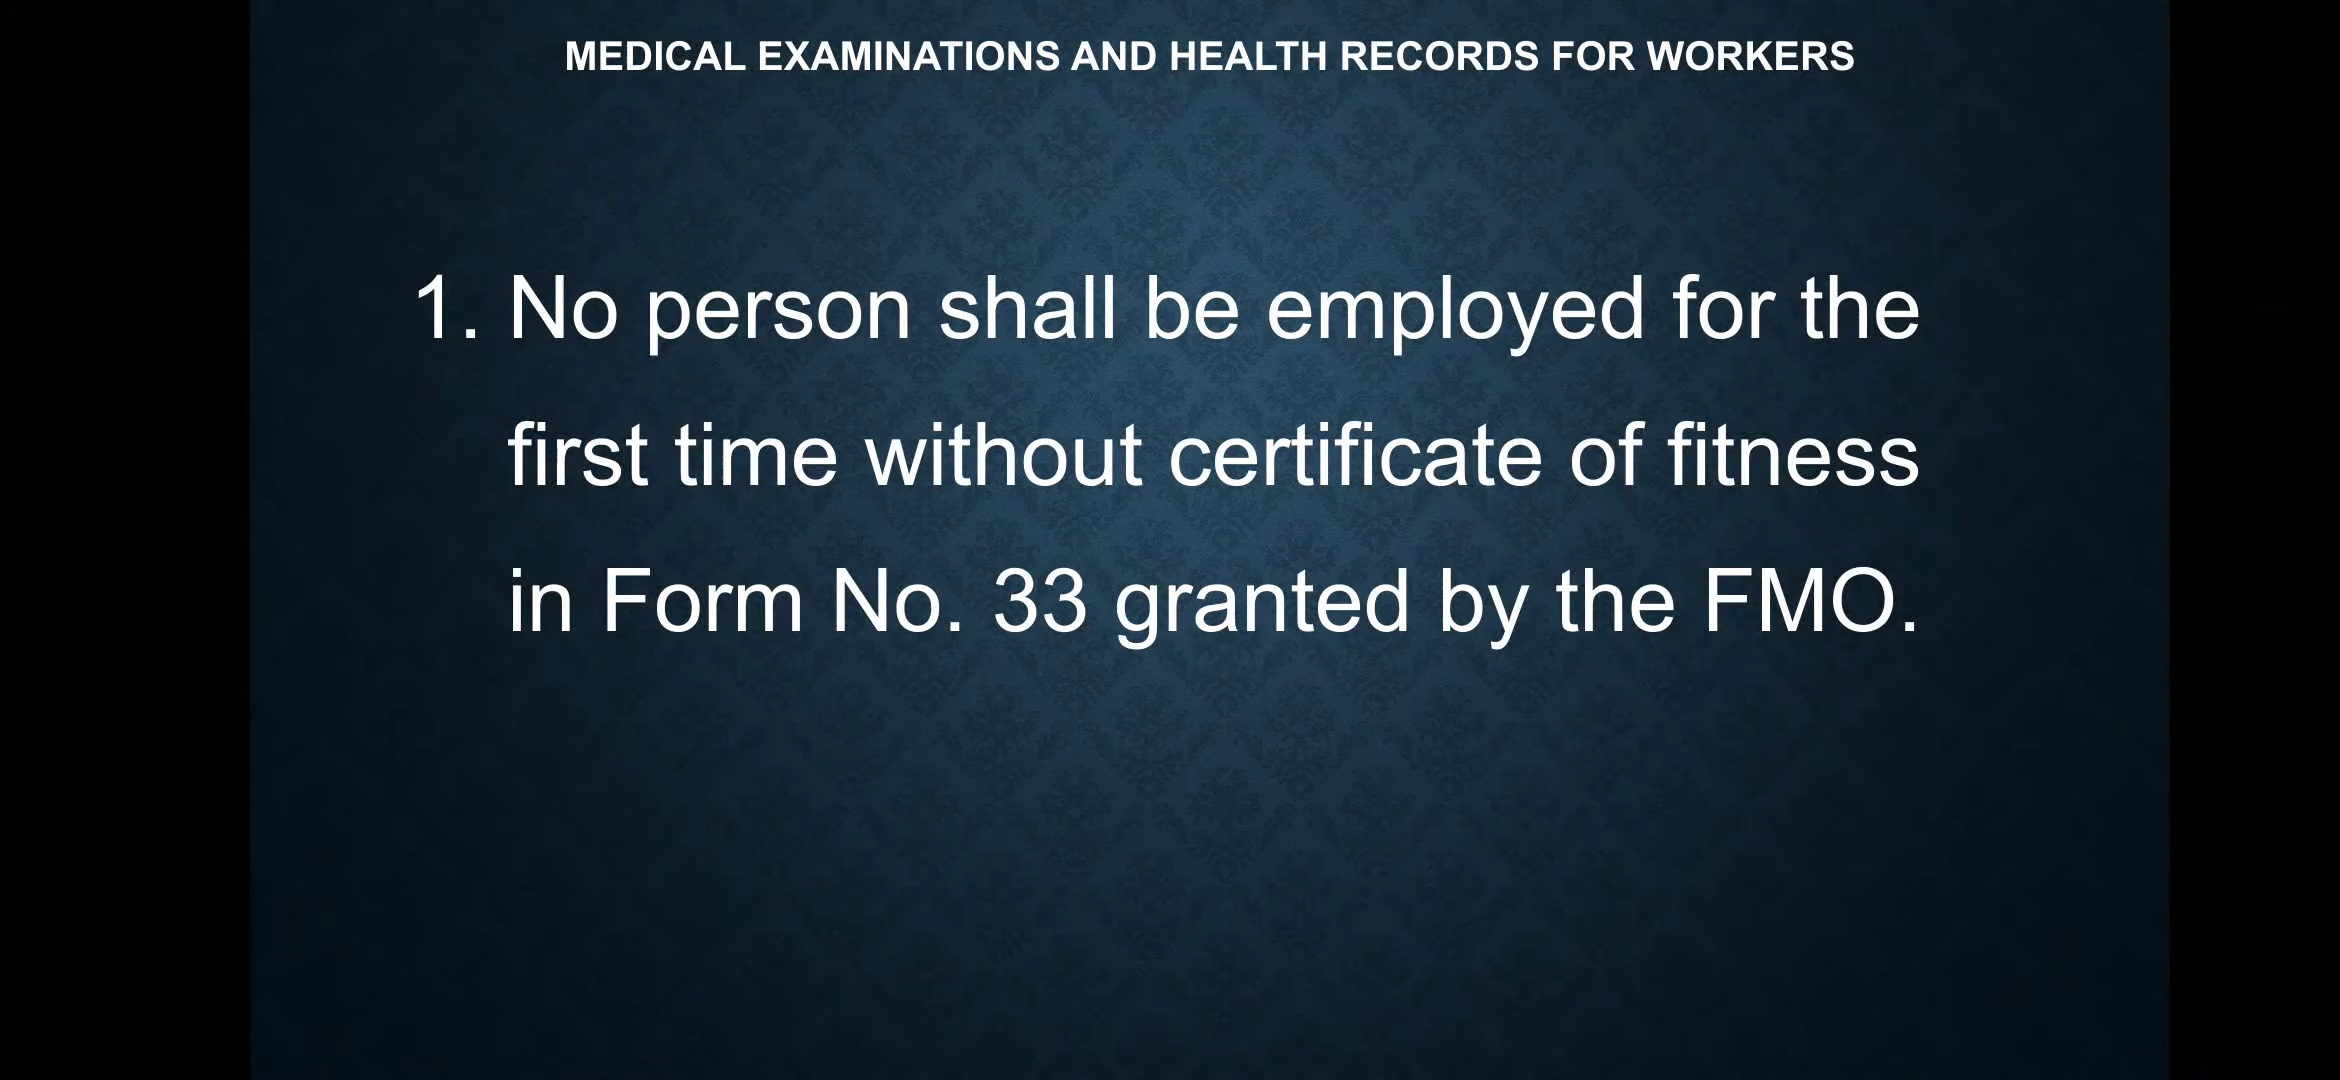 MEDICAL EXAMINATIONS AND HEALTH RECORDS FOR WORKERS
1. No person shall be employed for the
first time without certificate of fitness
in Form No. 33 granted by the FMO.